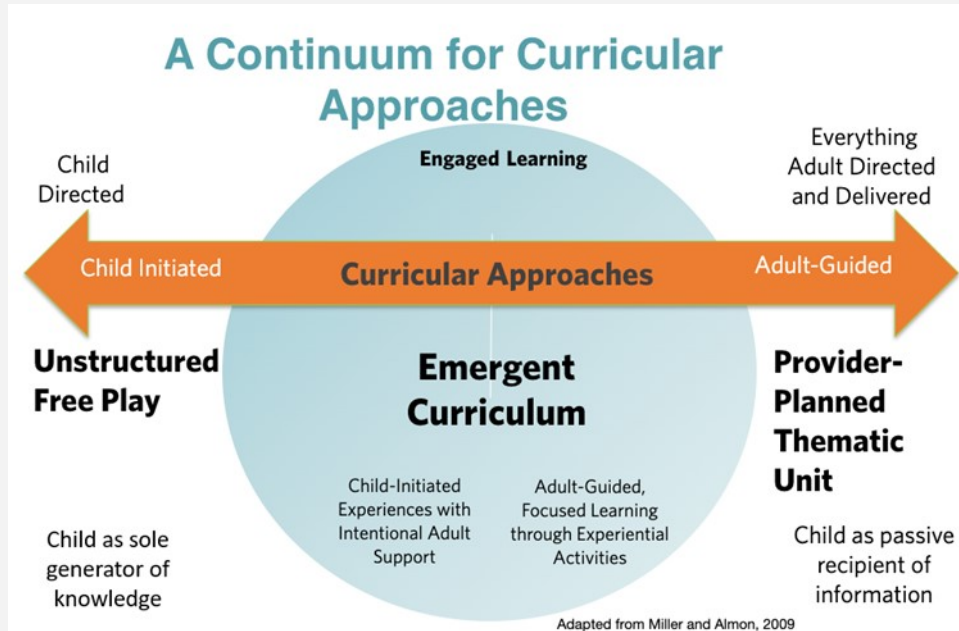 A Continuum for Curricular
Approaches
Engaged Learning
Child
Directed
Everything
Adult Directed
and Delivered
Child Initiated
Curricular Approaches
Adult-Guided
Unstructured
Free Play
Emergent
Curriculum
Provider-
Planned
Thematic
Unit
Child-Initiated
Experiences with
Intentional Adult
Support
Adult-Guided,
Focused Learning
through Experiential
Activities
Child as sole
generator of
knowledge
Child as passive
recipient of
information
Adapted from Miller and Almon, 2009